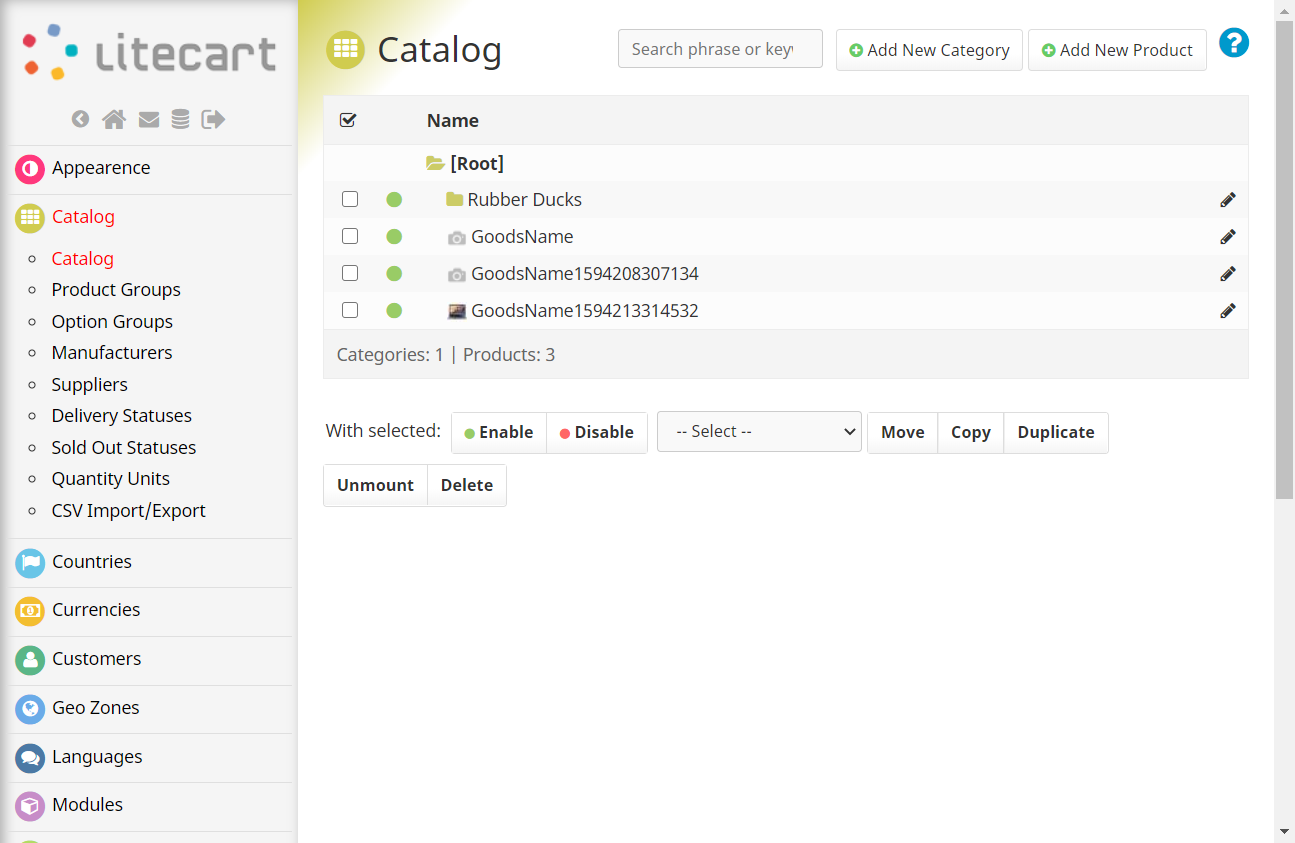 Litecart
Appearence
Catalog
Catalog
Product Groups
Option Groups
Manufacturers
Suppliers
Delivery Statuses
Sold Out Statuses
Quantity Units
CSV Import/Export
Countries
Currencies
Customers
Geo Zones
Languages
Modules
Catalog
Search phrase or key
Add New Category
Add New Product
?
Name
[Root]
Rubber Ducks
GoodsName
GoodsName1594208307134
GoodsName1594213314532
Categories: 1 | Products: 3
With selected: Enable Disable -- Select -- Move Copy Duplicate
Unmount Delete